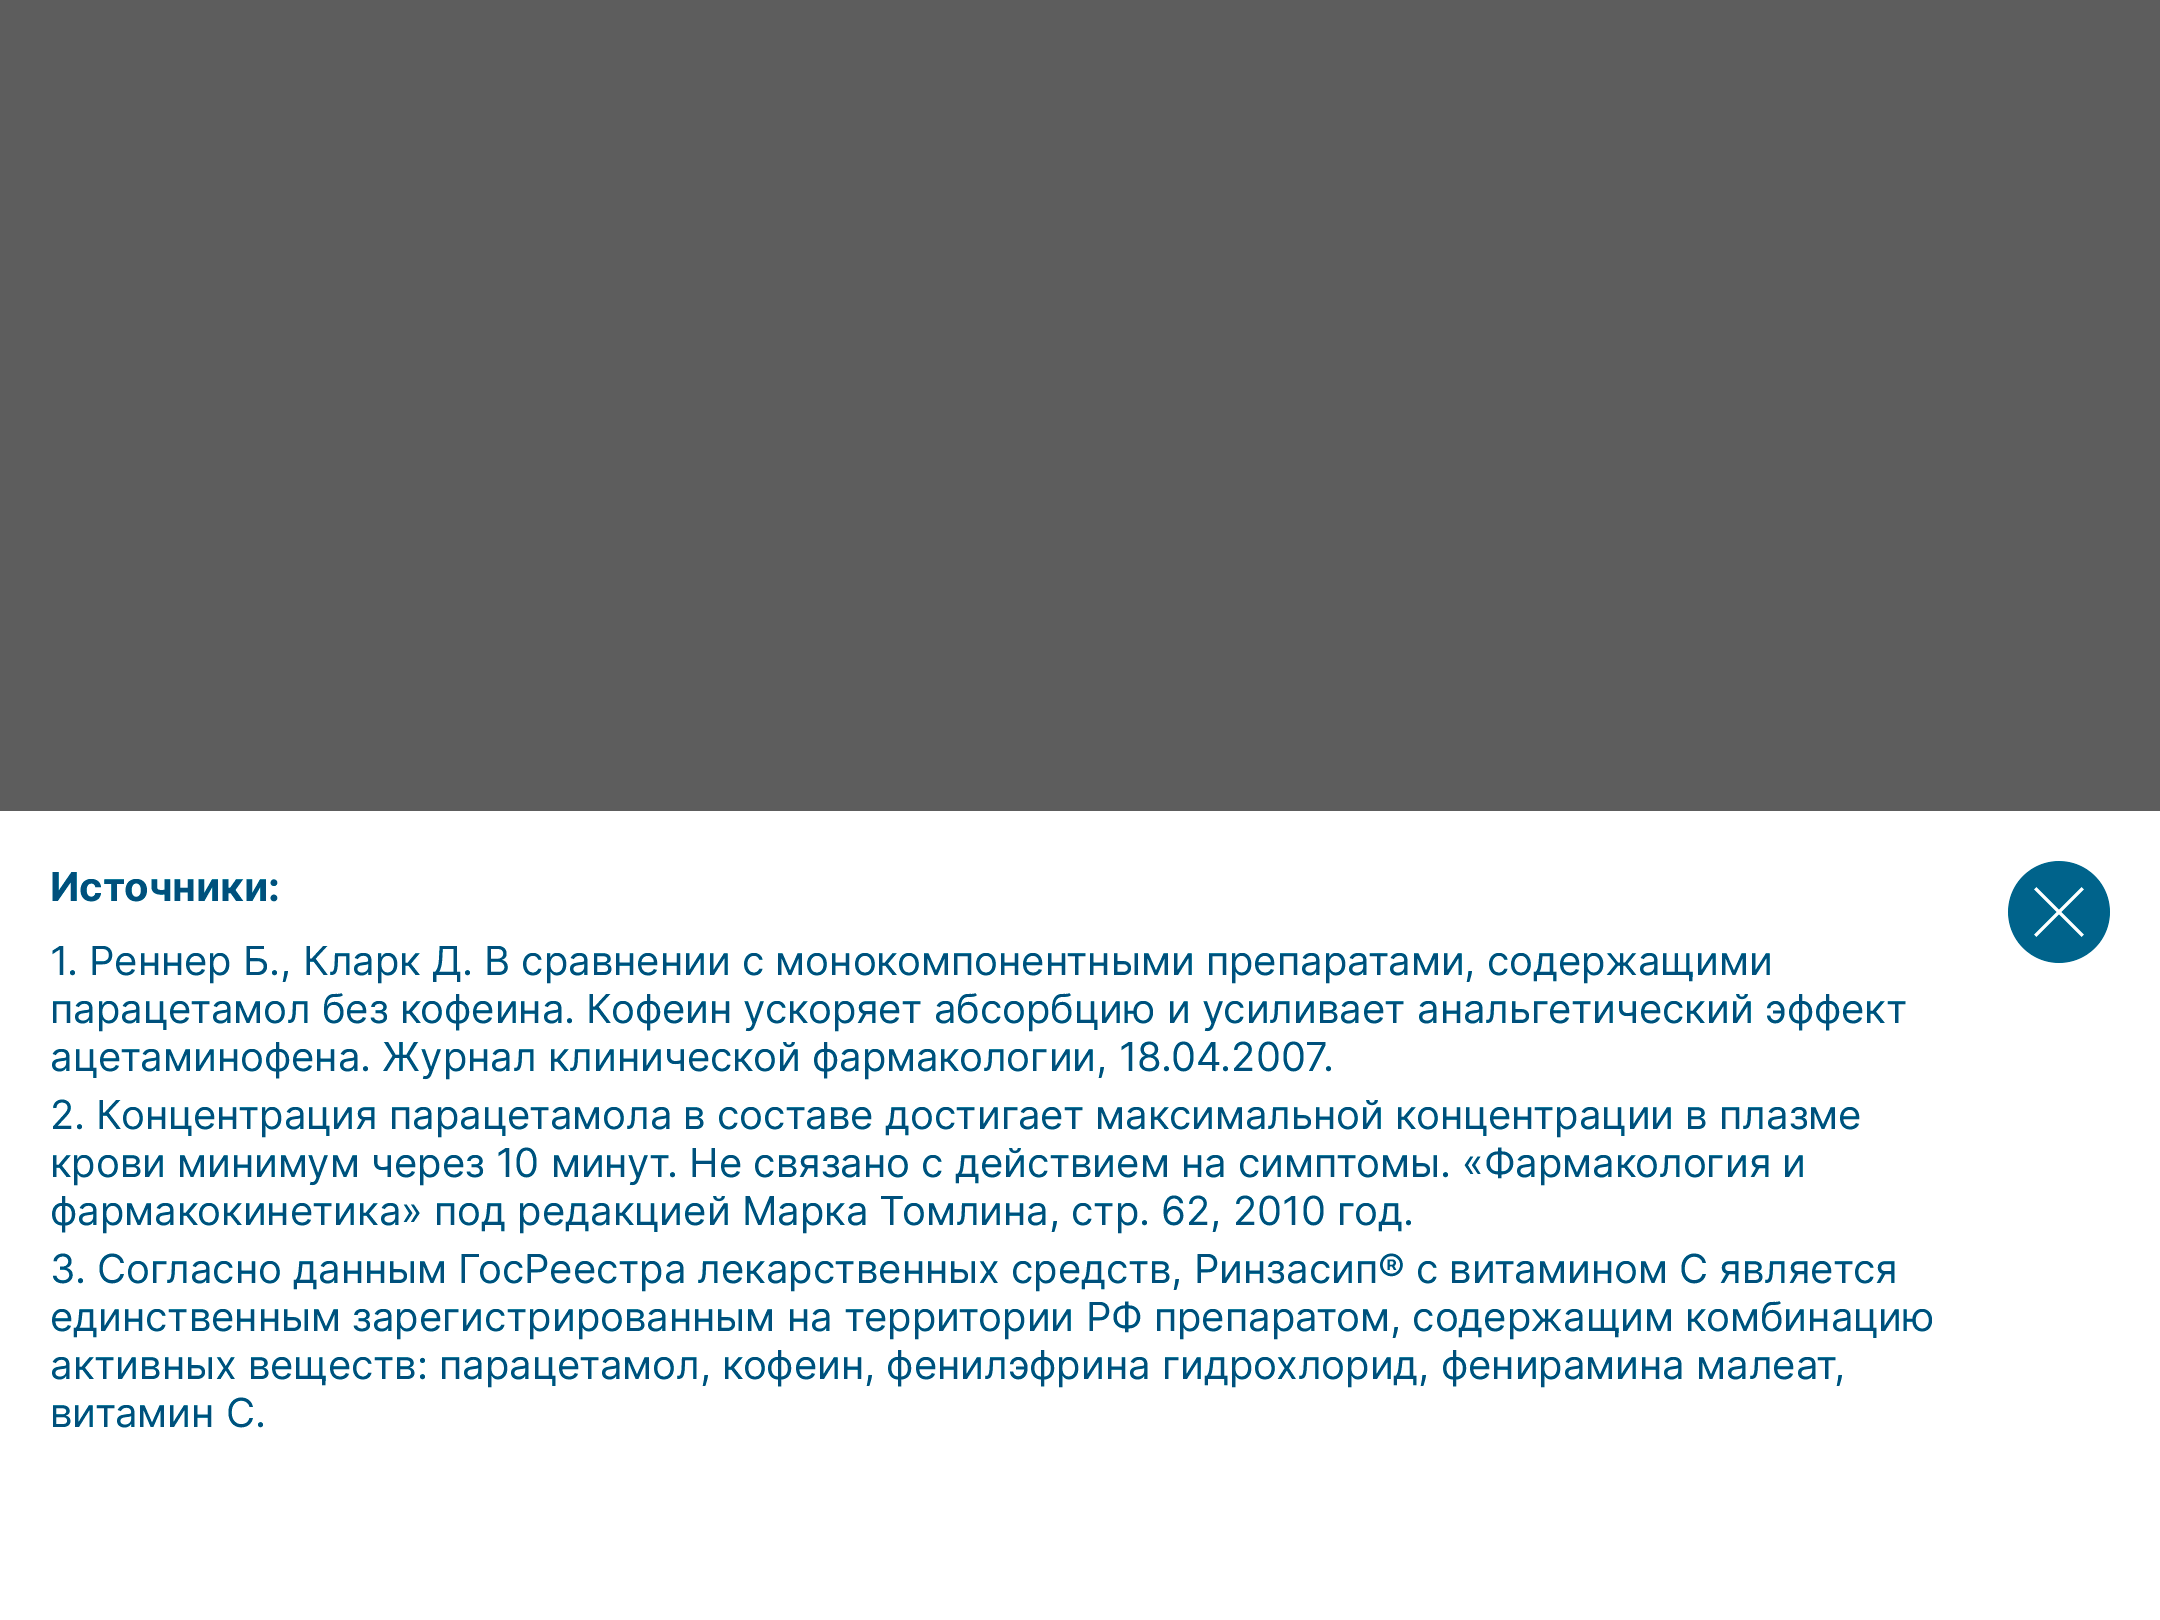 Источники:
1. Реннер Б., Кларк Д. В сравнении с монокомпонентными препаратами, содержащими
парацетамол без кофеина. Кофеин ускоряет абсорбцию и усиливает анальгетический эффект
ацетаминофена. Журнал клинической фармакологии, 18.04.2007.
2. Концентрация парацетамола в составе достигает максимальной концентрации в плазме
крови минимум через 10 минут. Не связано с действием на симптомы. «Фармакология и
фармакокинетика» под редакцией Марка Томлина, стр. 62, 2010 год.
3. Согласно данным ГосРеестра лекарственных средств, Ринзасип® с витамином С является
единственным зарегистрированным на территории РФ препаратом, содержащим комбинацию
активных веществ: парацетамол, кофеин, фенилэфрина гидрохлорид, фенирамина малеат,
витамин С.